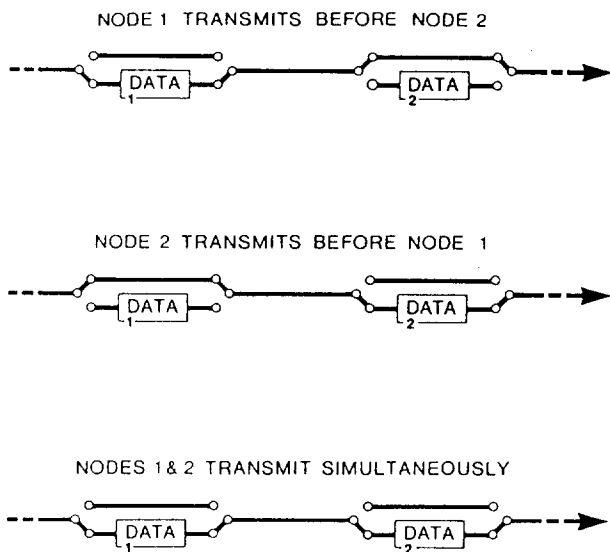 NODE 1 TRANSMITS BEFORE NODE 2
DATA DATA
1 2
NODE 2 TRANSMITS BEFORE NODE 1
DATA DATA
1 2
NODES 1 & 2 TRANSMIT SIMULTANEOUSLY
DATA DATA
1 2